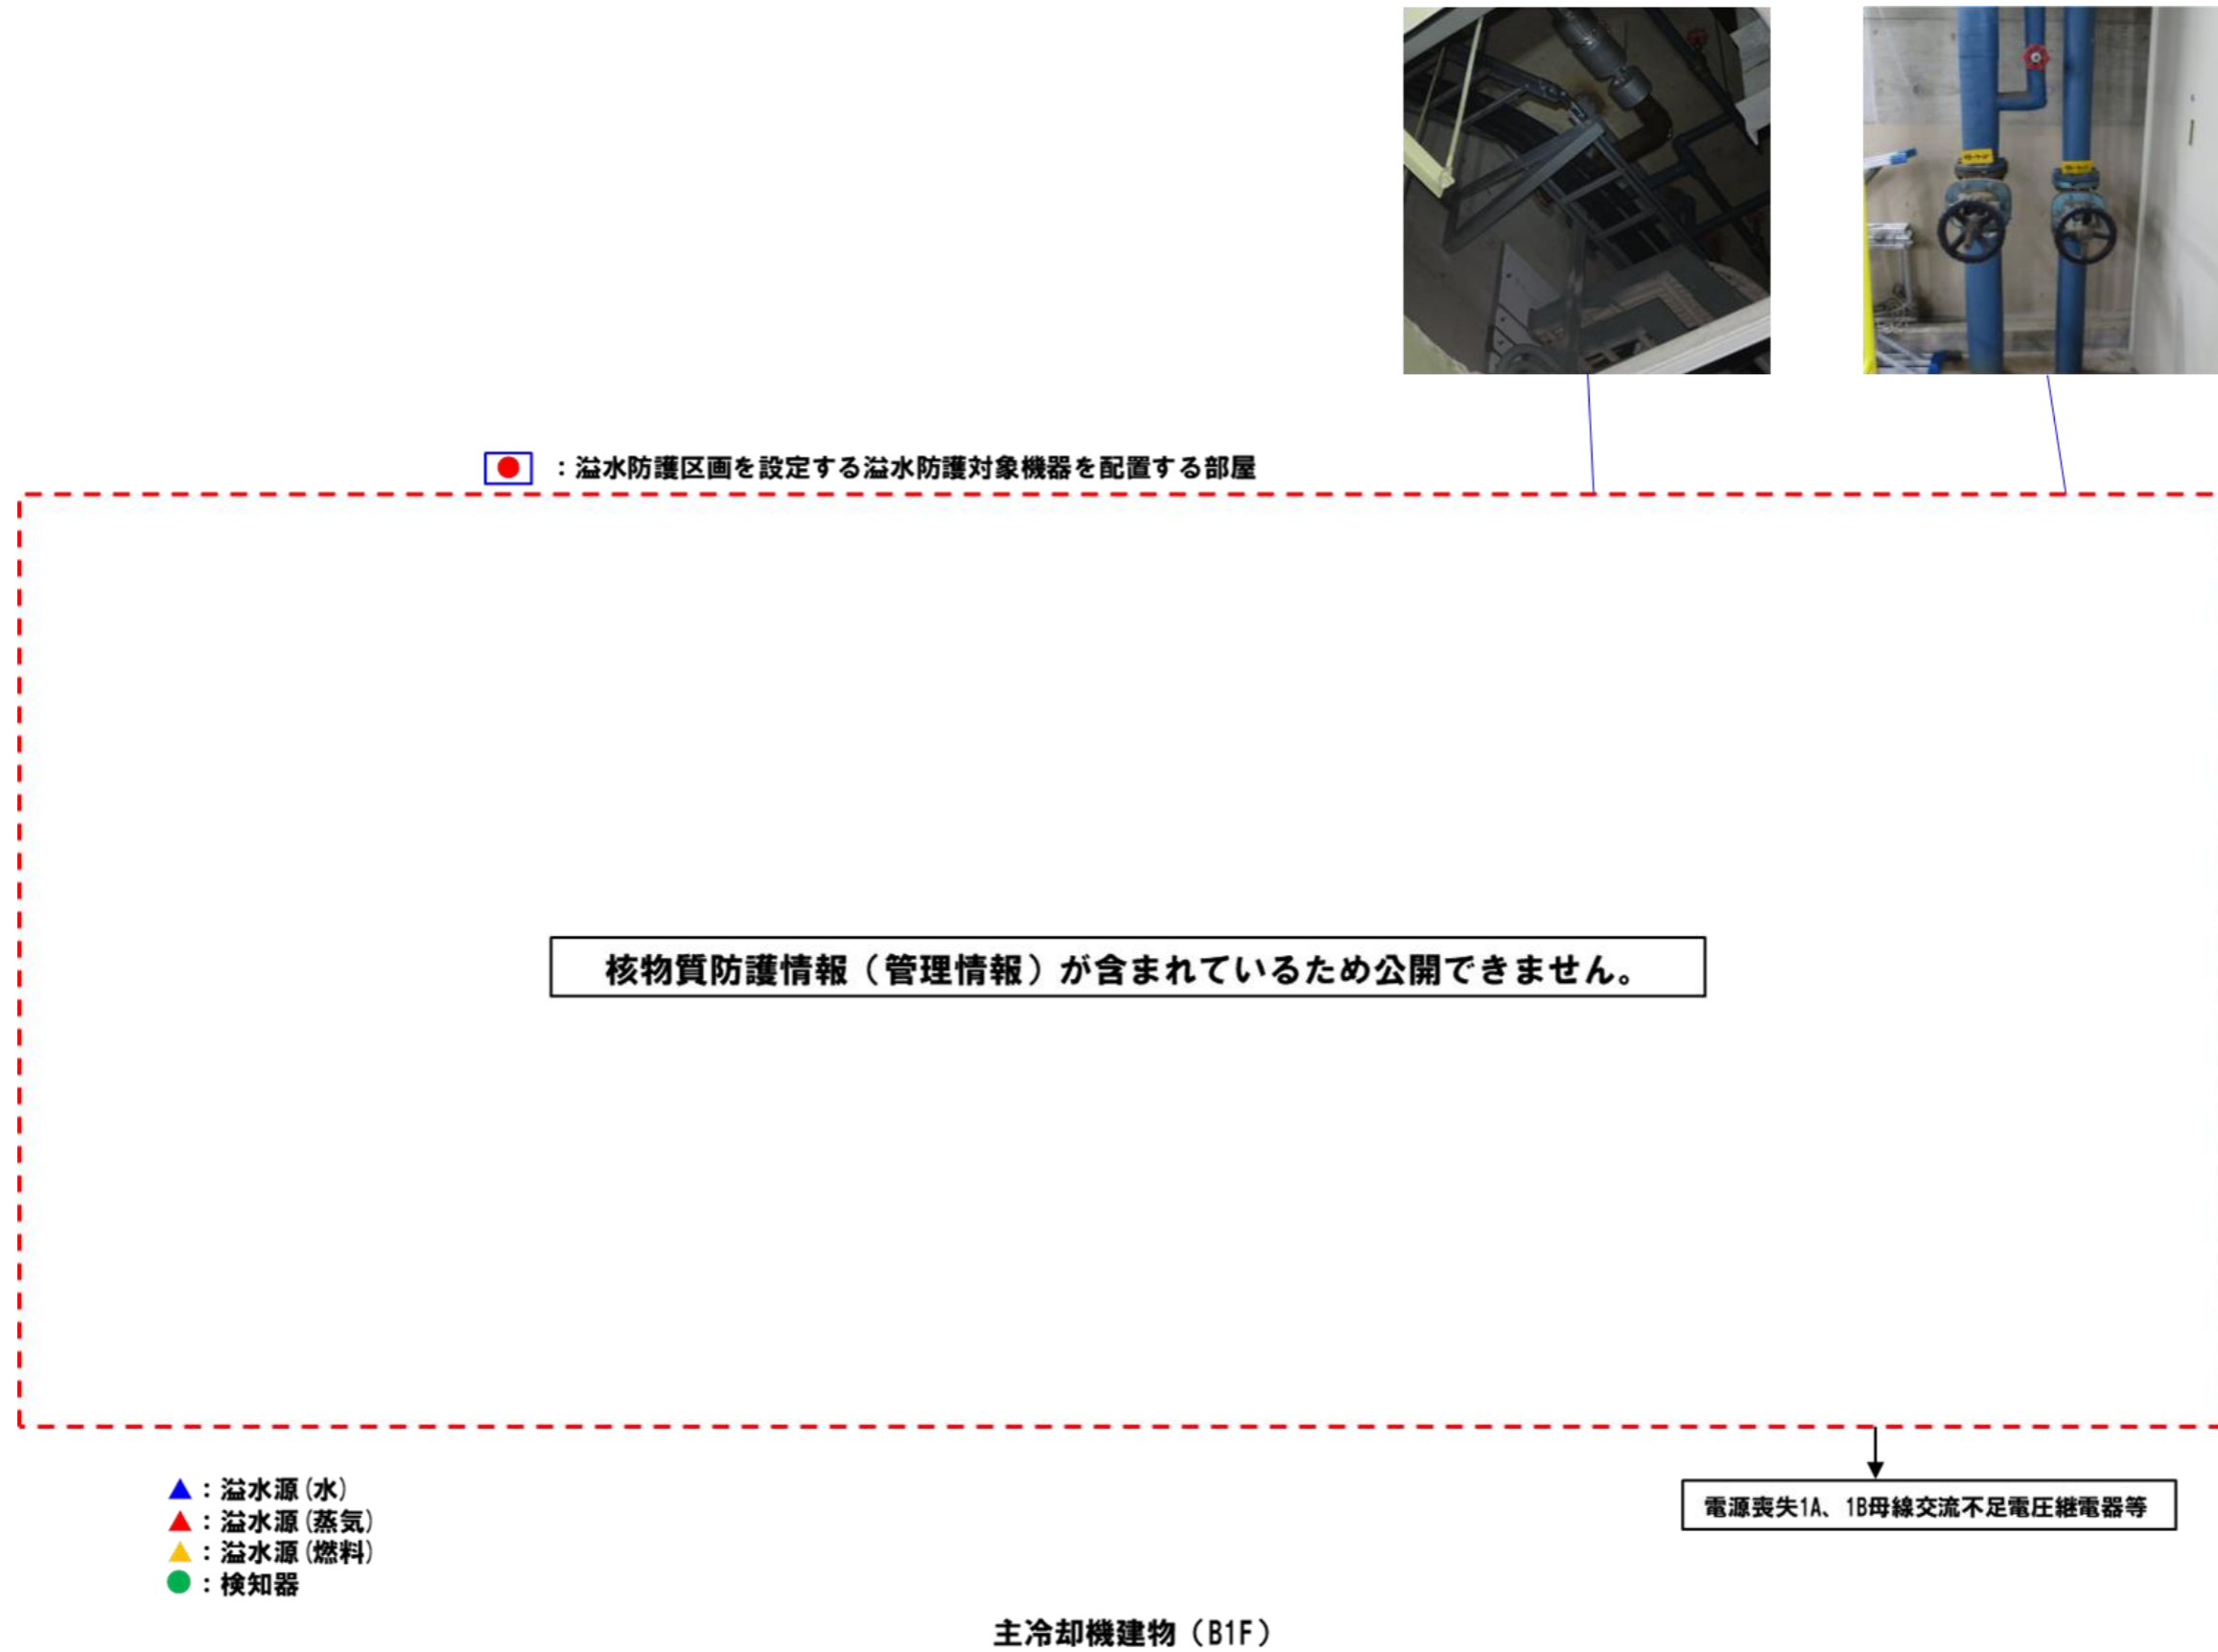 ：溢水防護区画を設定する溢水防護対象機器を配置する部屋
核物質防護情報（管理情報）が含まれているため公開できません。
電源喪失1A、1B母線交流不足電圧継電器等
▲：溢水源(水)
▲：溢水源(蒸気)
▲：溢水源(燃料)
●：検知器
主冷却機建物（B1F）